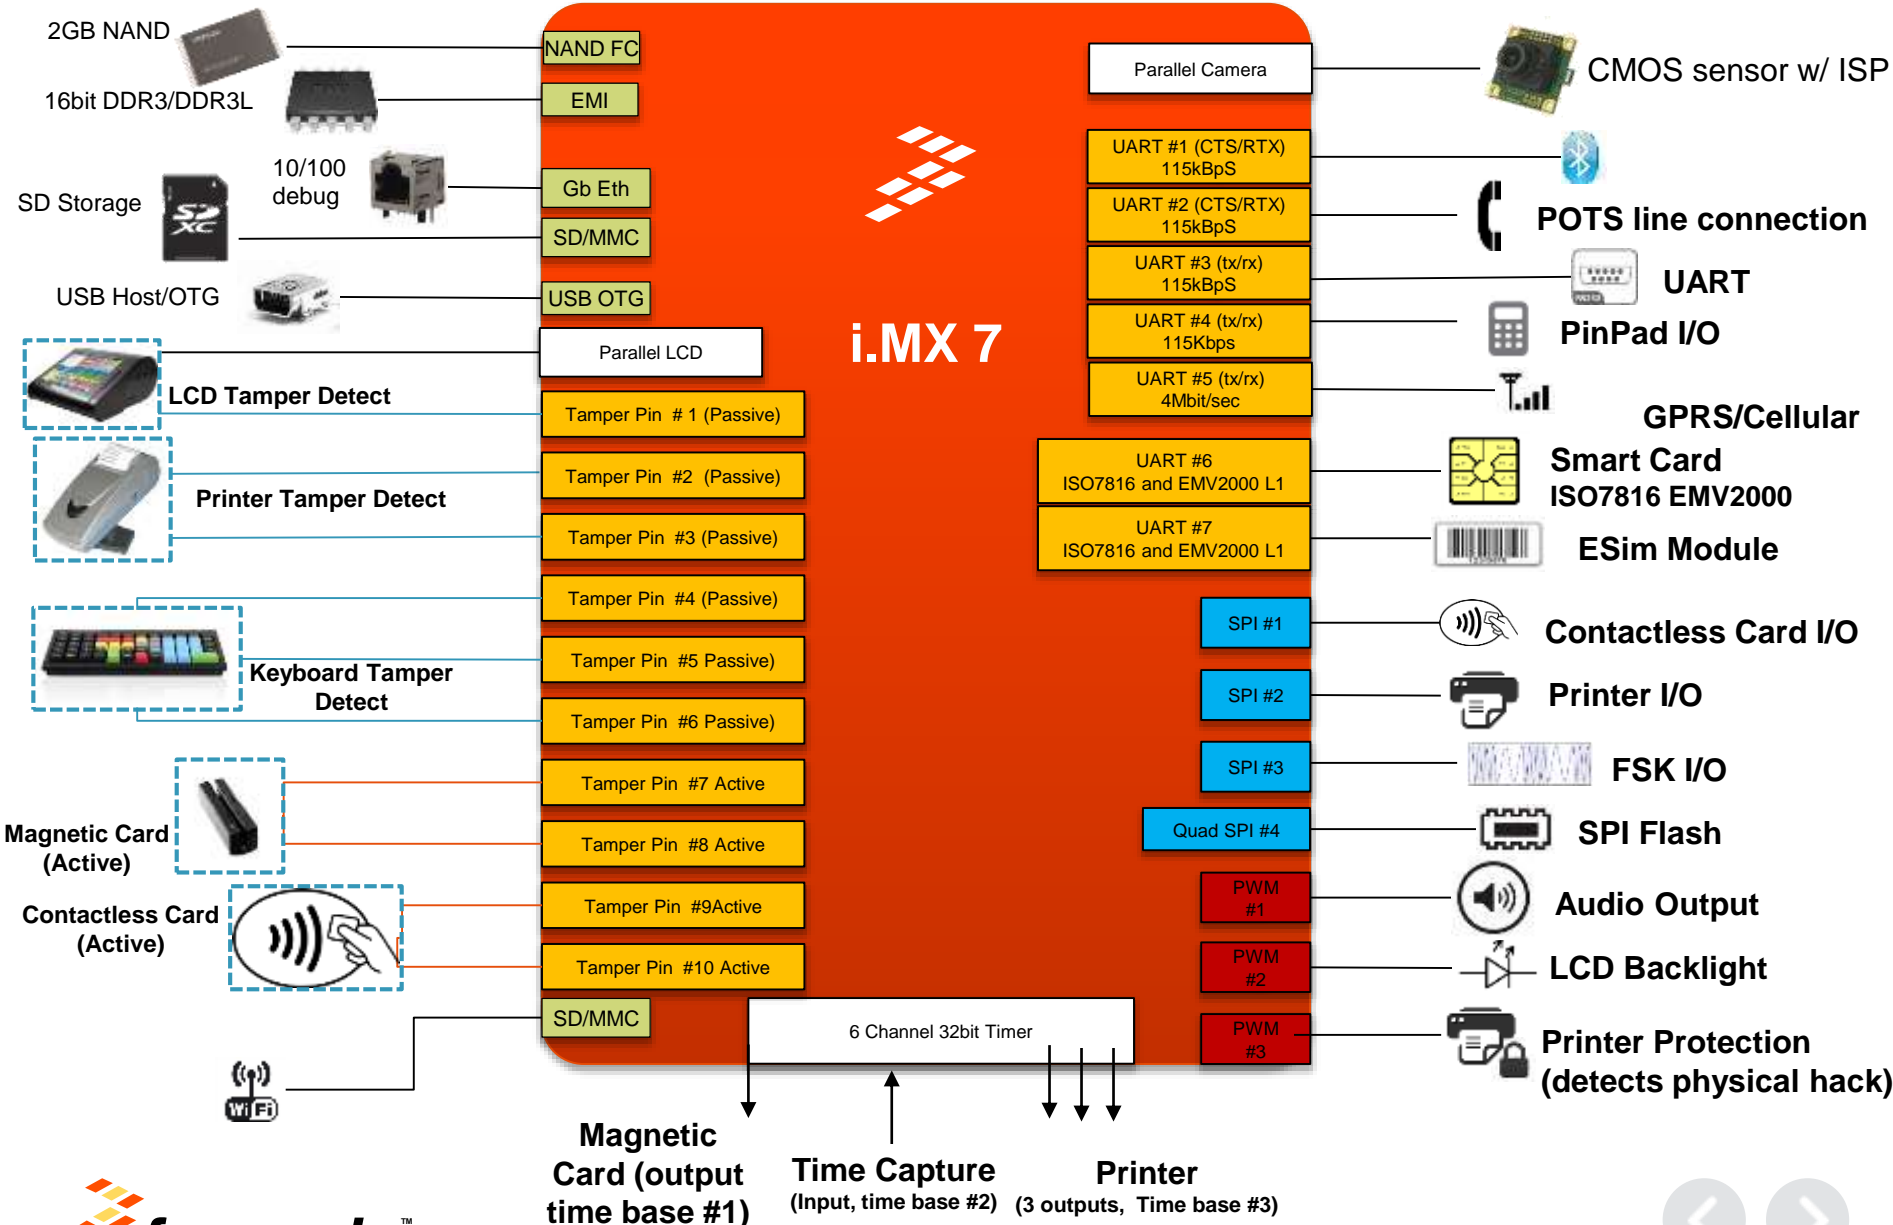 2GB NAND
16bit DDR3/DDR3L
10/100
debug
SD Storage
USB Host/OTG
LCD Tamper Detect
Printer Tamper Detect
Keyboard Tamper
Detect
Magnetic Card
(Active)
Contactless Card
(Active)
WiFi
NAND FC
EMI
Gb Eth
SD/MMC
USB OTG
Parallel LCD
Tamper Pin # 1 (Passive)
Tamper Pin #2 (Passive)
Tamper Pin #3 (Passive)
Tamper Pin #4 (Passive)
Tamper Pin #5 Passive)
Tamper Pin #6 Passive)
Tamper Pin #7 Active
Tamper Pin #8 Active
Tamper Pin #9Active
Tamper Pin #10 Active
SD/MMC
i.MX 7
6 Channel 32bit Timer
Magnetic
Card (output
time base #1)
Time Capture
(Input, time base #2)
Printer
(3 outputs, Time base #3)
Parallel Camera
UART #1 (CTS/RTX)
115kBpS
UART #2 (CTS/RTX)
115kBpS
UART #3 (tx/rx)
115kBpS
UART #4 (tx/rx)
115Kbps
UART #5 (tx/rx)
4Mbit/sec
UART #6
ISO7816 and EMV2000 L1
UART #7
ISO7816 and EMV2000 L1
SPI #1
SPI #2
SPI #3
Quad SPI #4
PWM
#1
PWM
#2
PWM
#3
CMOS sensor w/ ISP
POTS line connection
UART
PinPad I/O
GPRS/Cellular
Smart Card
ISO7816 EMV2000
ESim Module
Contactless Card I/O
Printer I/O
FSK I/O
SPI Flash
Audio Output
LCD Backlight
Printer Protection
(detects physical hack)